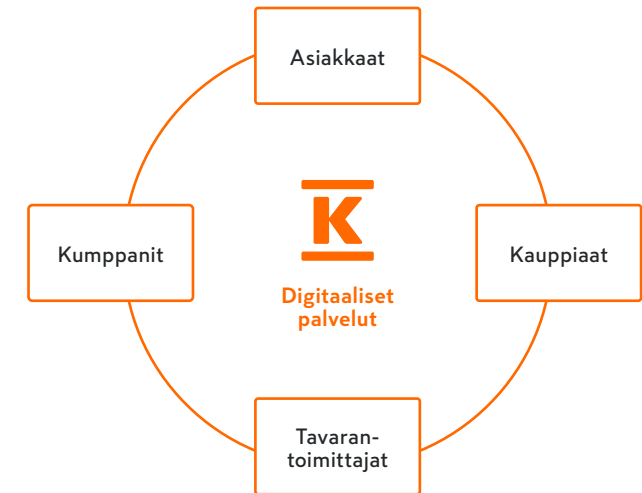 Asiakkaat
Kumppanit
K
Kauppiaat
Digitaaliset
palvelut
Tavaran-
toimittajat